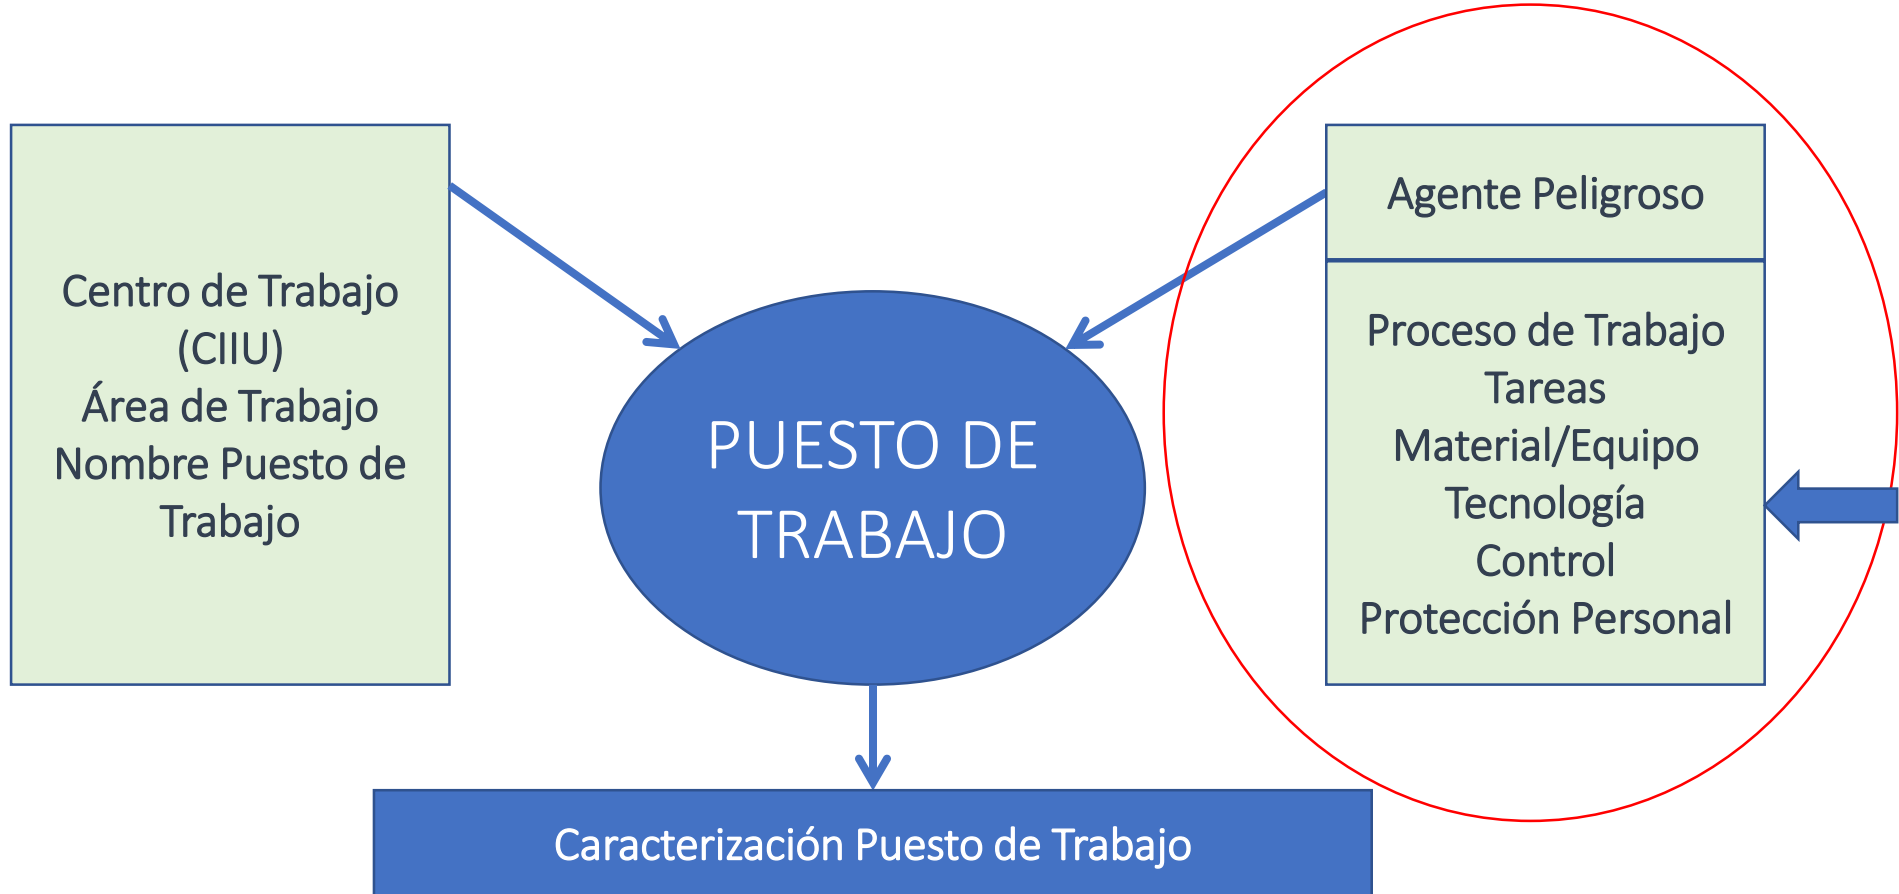 Centro de Trabajo
(CIIU)
Área de Trabajo
Nombre Puesto de
Trabajo
PUESTO DE
TRABAJO
Agente Peligroso
Proceso de Trabajo
Tareas
Material/Equipo
Tecnología
Control
Protección Personal
Caracterización Puesto de Trabajo